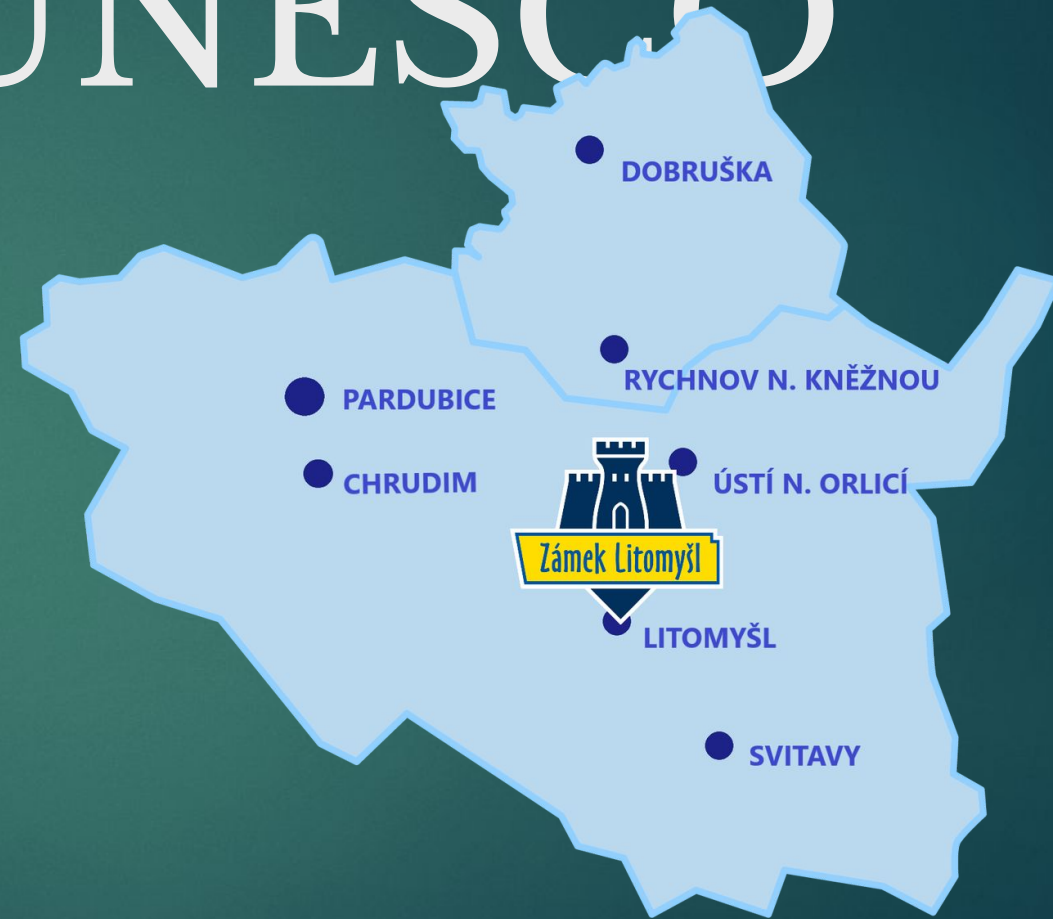 UNESCO
DOBRUŠKA
RYCHNOV N. KNĚŽNOU
PARDUBICE
CHRUDIM
ÚSTÍ N. ORLICÍ
Zámek Litomyšl
LITOMYŠL
SVITAVY